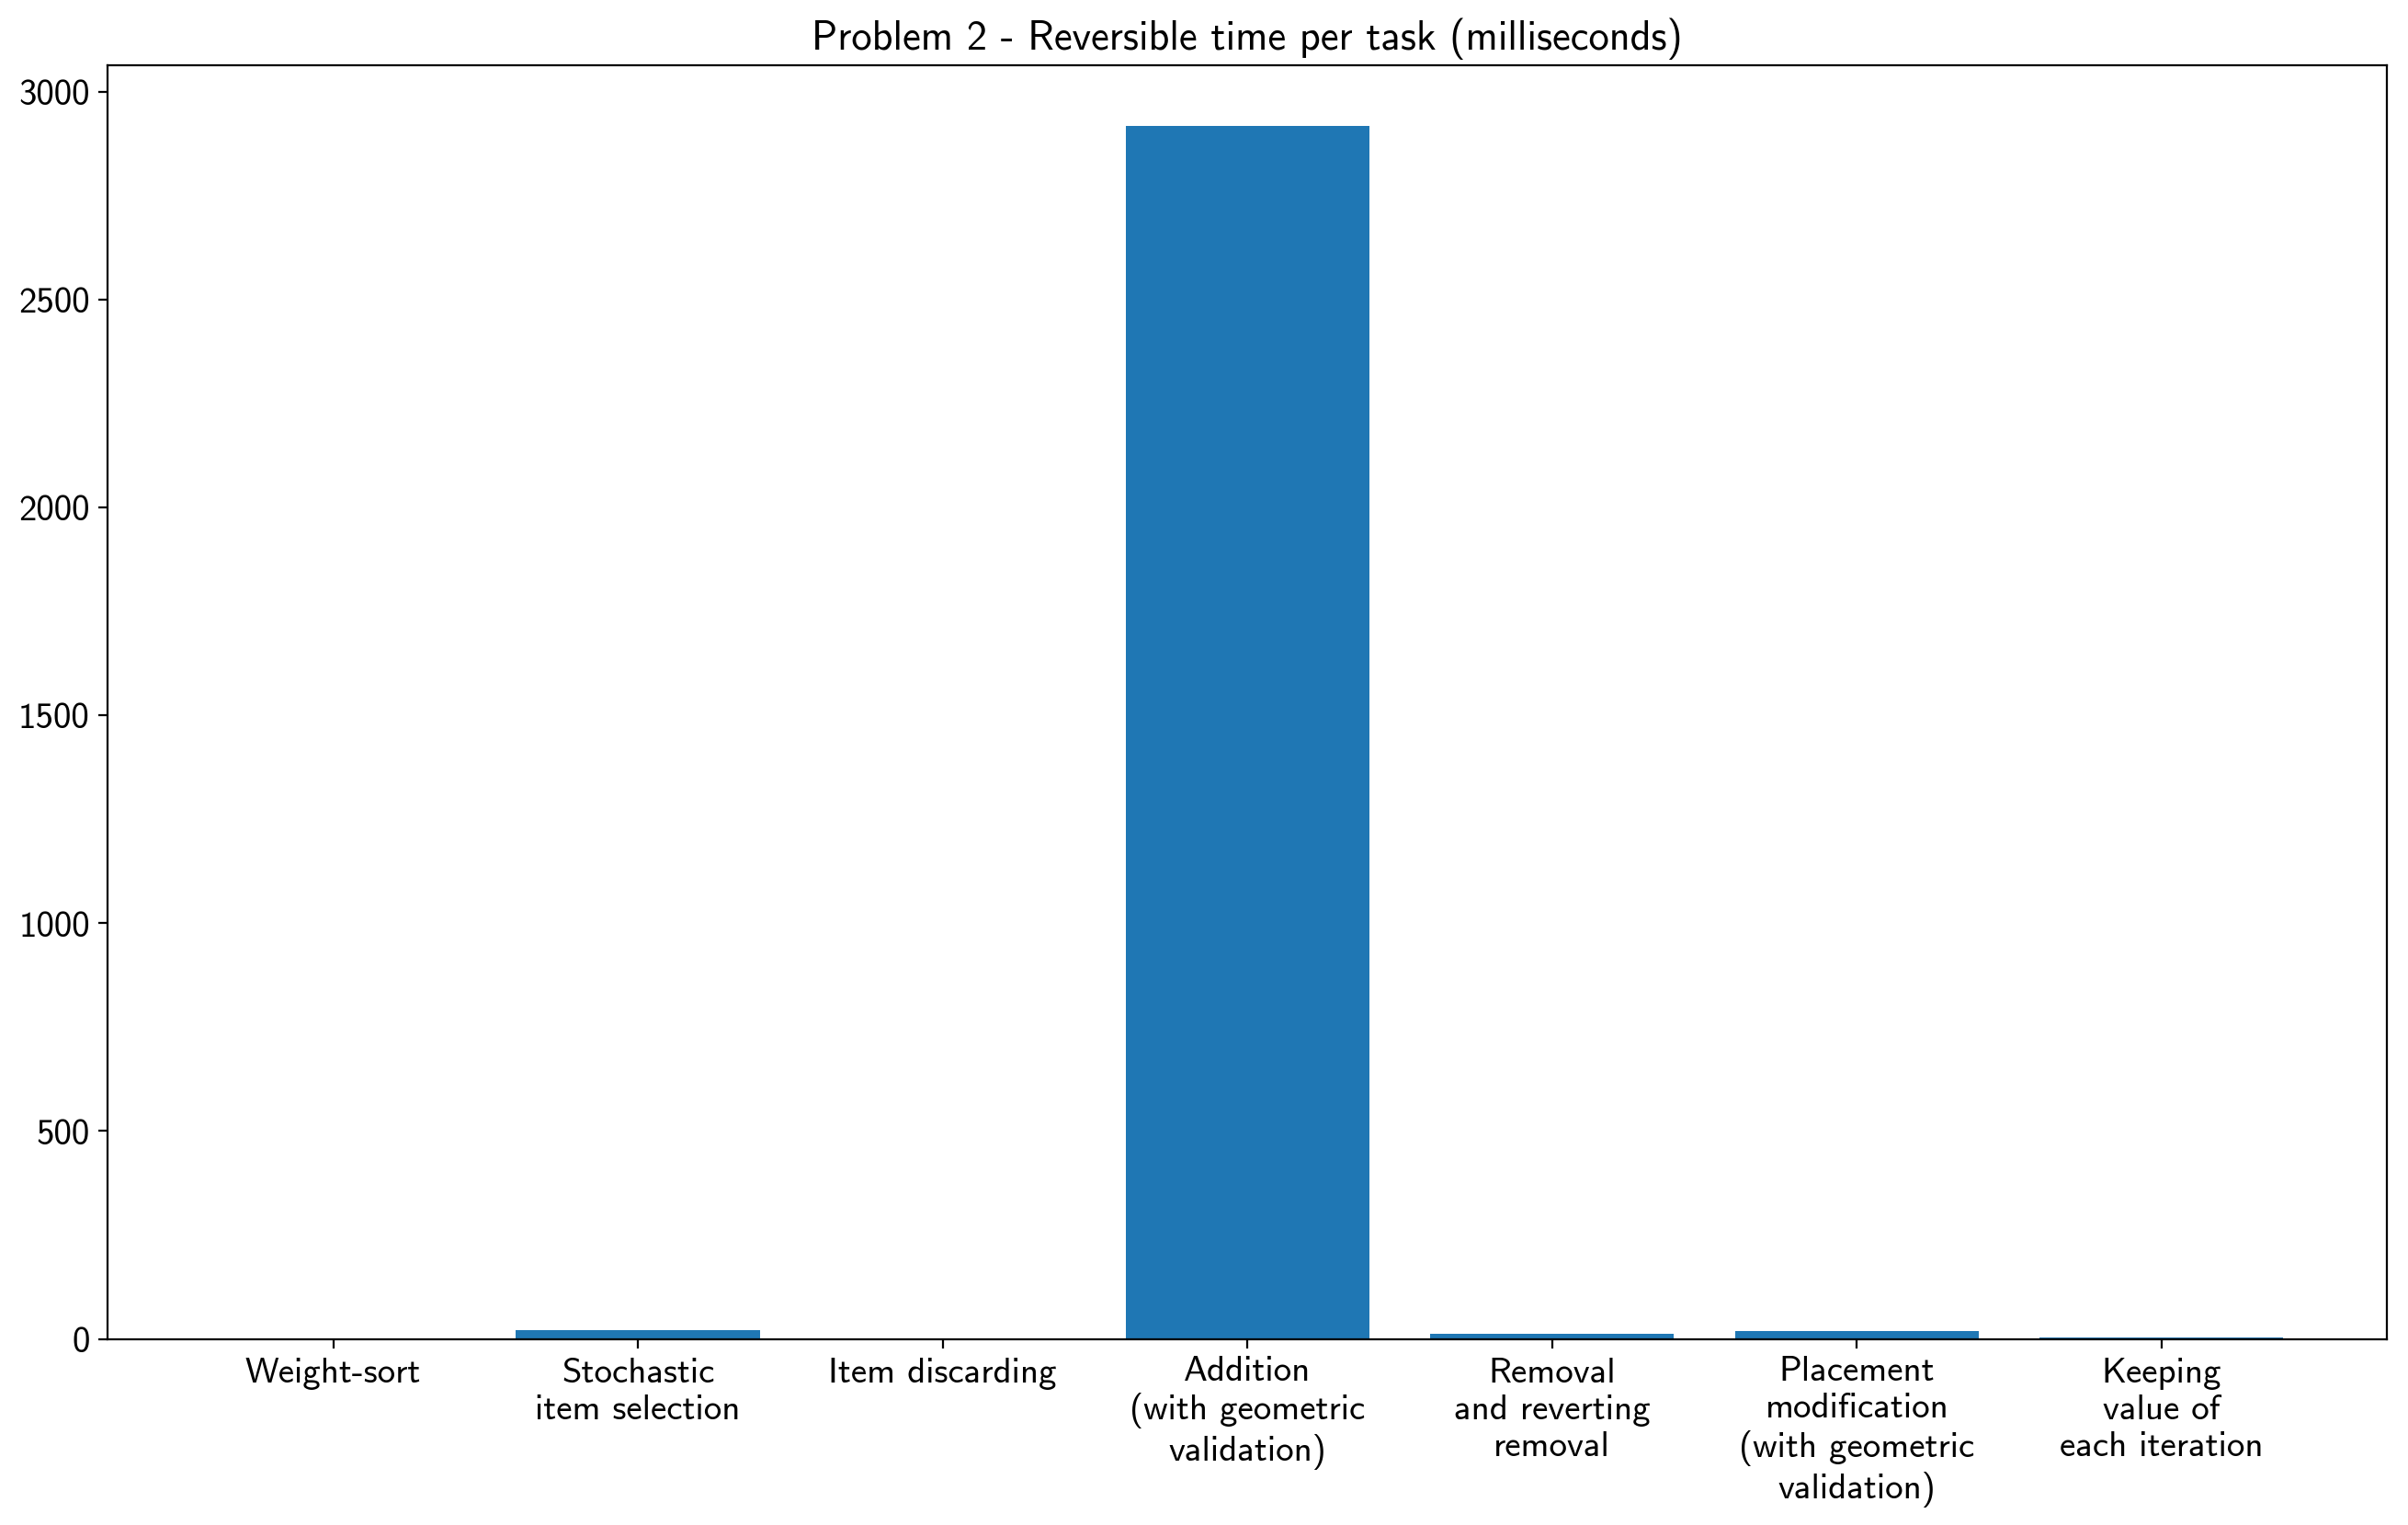 Problem 2 - Reversible time per task (milliseconds)
3000
2500
2000
1500
1000
500
0
Weight-sort
Stochastic
item selection
Item discarding
Addition
(with geometric
validation)
Removal
and reverting
removal
Placement
modification
(with geometric
validation)
Keeping
value of
each iteration